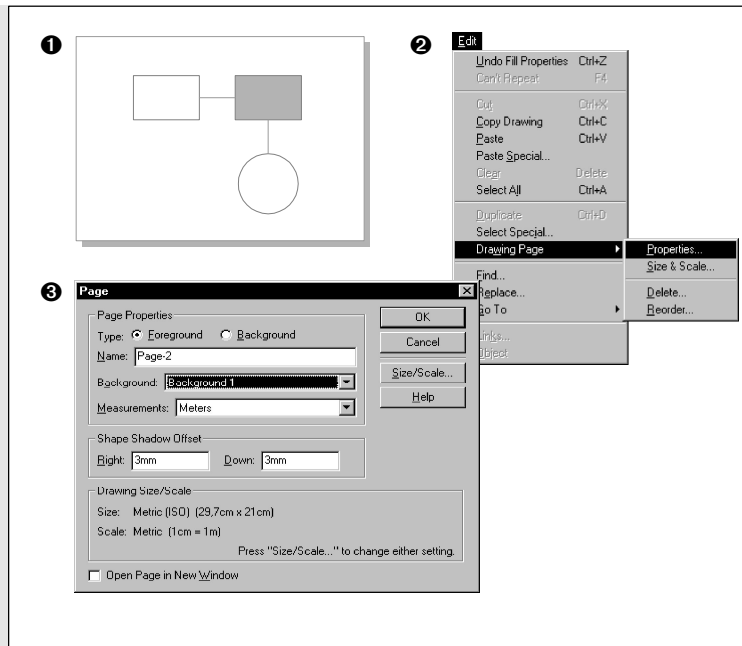 ❶
❷
Edit
Undo Fill Properties Ctrl+Z
Can't Repeat F4
Cut Ctrl+X
Copy Drawing Ctrl+C
Paste Ctrl+V
Paste Special...
Clear Delete
Select All Ctrl+A
Duplicate Ctrl+D
Select Special...
Drawing Page
Properties...
Size & Scale...
Delete...
Reorder...
Find...
Replace...
Go To
Links...
Object
❸
Page
Page Properties
Type: Foreground Background
Name: Page-2
Background: Background 1
Measurements: Meters
OK
Cancel
Size/Scale...
Help
Shape Shadow Offset
Right: 3mm Down: 3mm
Drawing Size/Scale
Size: Metric (ISO) (29,7cm x 21cm)
Scale: Metric (1cm = 1m)
Press "Size/Scale..." to change either setting.
Open Page in New Window